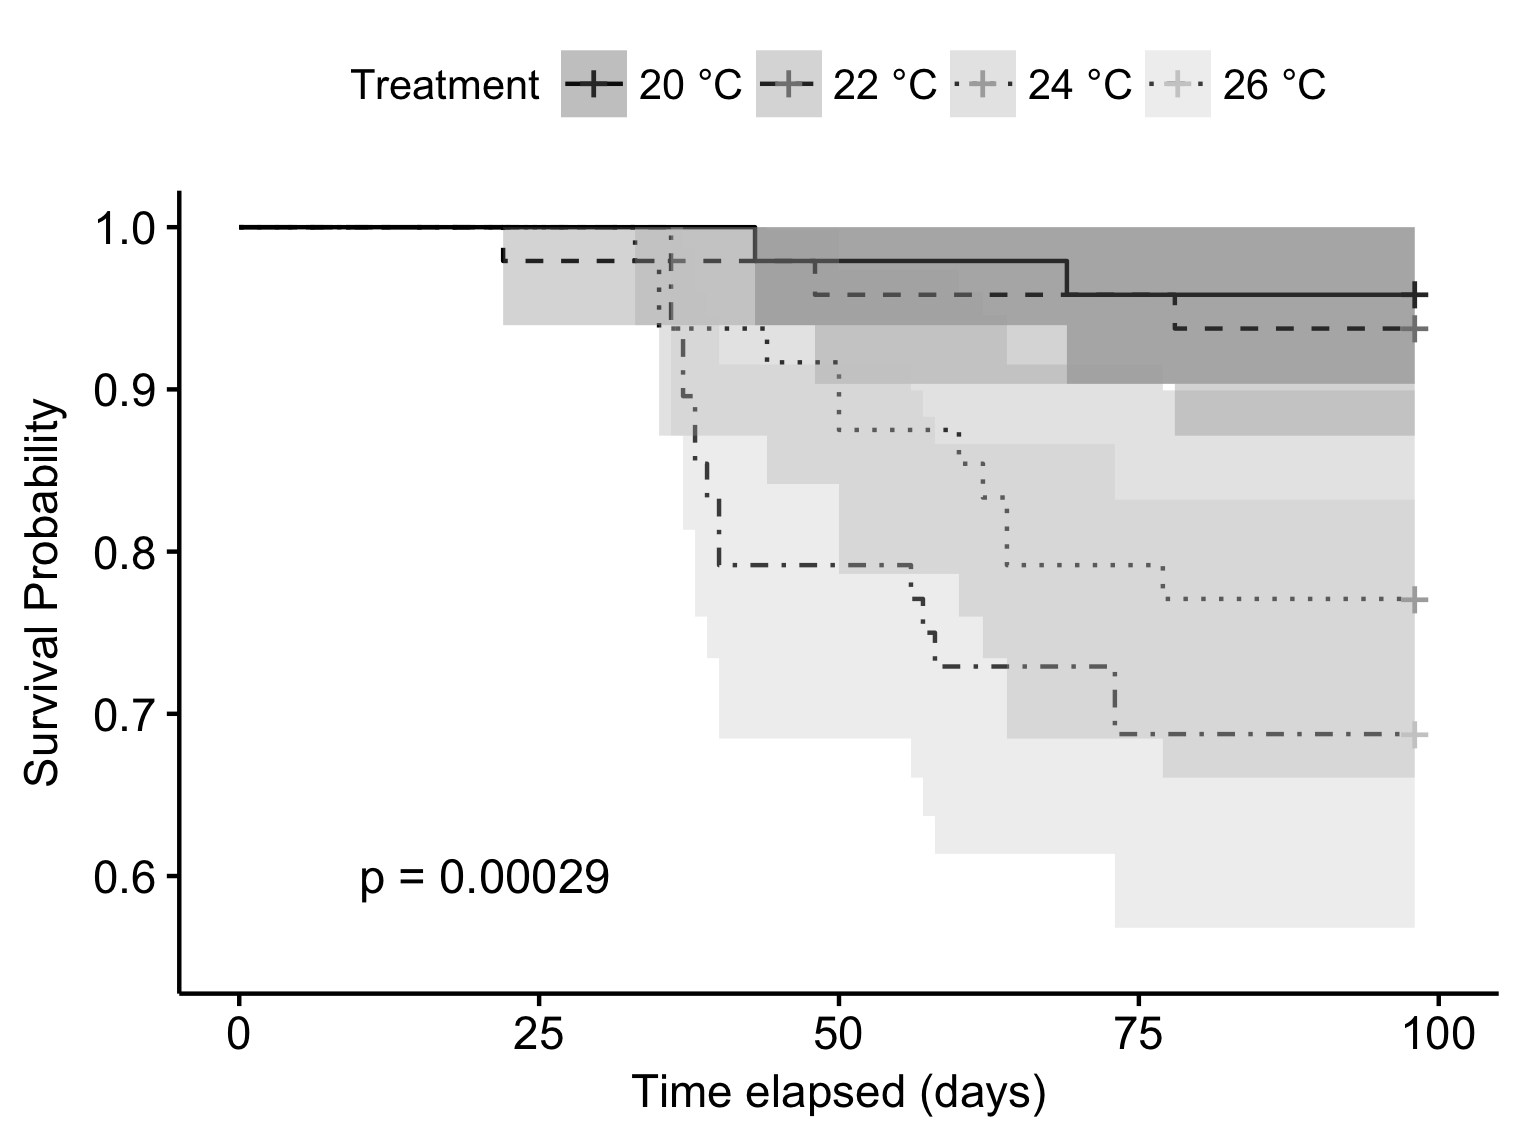 Treatment 20 °C 22 °C 24 °C 26 °C
1.0
0.9
0.8
0.7
0.6
Survival Probability
p = 0.00029
0 25 50 75 100
Time elapsed (days)